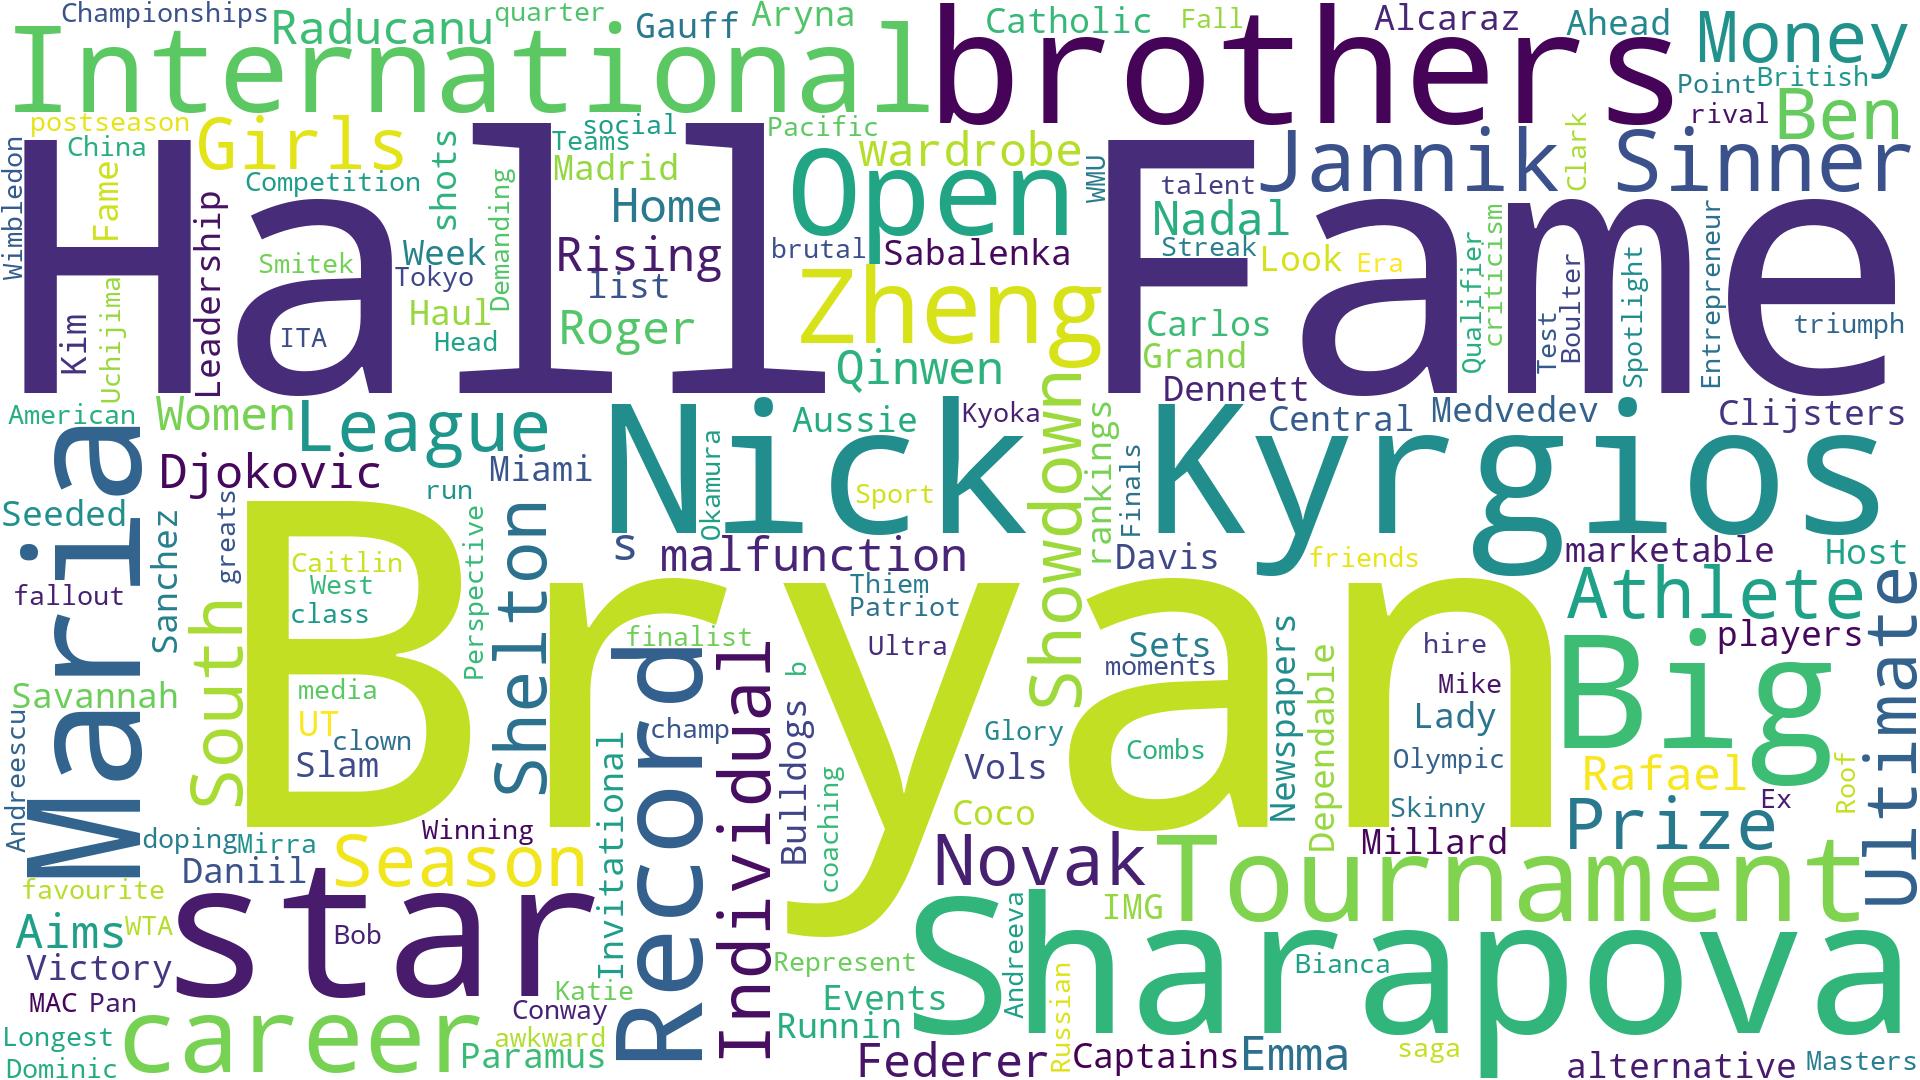 Championships
quarter
Raducanu
Gauff
Aryna
Catholic
Fall
Alcaraz
Ahead
Money
International
brothers
Point
British
rival
Ben
postseason
China
Girls
shots
social
Teams
Madrid
Pacific
wardrobe
Open
WMU
talent
Jannik
Clark
Sinner
Wimbledon
Fame
Competition
Leadership
Demanding
Home
Hall
Fame
Nadal
Streak
Week
Rising
list
brutal
Sabalenka
Look
Era
Smitek
Tokyo
Zheng
Qualifier
criticism
Test
Boulter
Spotlight
Entrepreneur
triumph
Kim
Uchijima
ITA
Haul
Head
Roger
Carlos
Grand
Qinwen
Dennett
American
Women
League
Nick
Aussie
Kyoka
Showdown
rankings
Kyrgios
Central
Medvedev
Clijsters
Maria
Djokovic
Miami
run
Okamura
Sport
Finals
Seeded
Sanchez
greats
Perspective
Shelton
s
malfunction
Davis
friends
marketable
Host
fallout
South
Caitlin
West
class
Bryan
Thiem
Patriot
Athlete
Ultimate
finalist
Ultra
Sets
moments
Newspapers
Dependable
hire
Big
players
Savannah
media
UT
clown
Slam
Record
champ
Individual
Bulldogs
b
Glory
Vols
Combs
Mike
Lady
Olympic
Rafael
Roof
Andreescu
doping
Mirra
Winning
Invitational
coaching
Coco
Skinny
Ex
Prize
Daniil
Season
Novak
Millard
favourite
Tournament
Aims
WTA
star
Bob
IMG
Sharapova
Andreeva
Victory
Represent
Russian
Bianca
MAC
Pan
Katie
Events
Conway
Longest
career
awkward
Runnin
Dominic
Paramus
Federer
Captains
Emma
saga
alternative
Masters